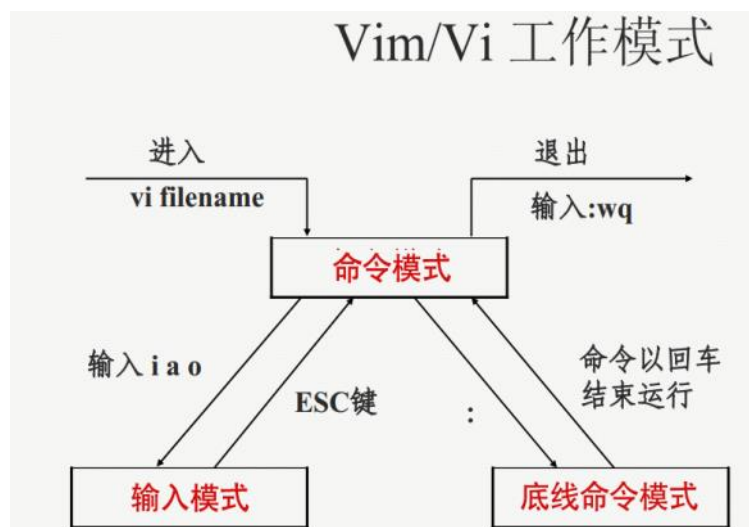 Vim/Vi 工作模式
进入
退出
vi filename
输入:wq
命令模式
输入 i a o
ESC键
:
命令以回车
结束运行
输入模式
底线命令模式